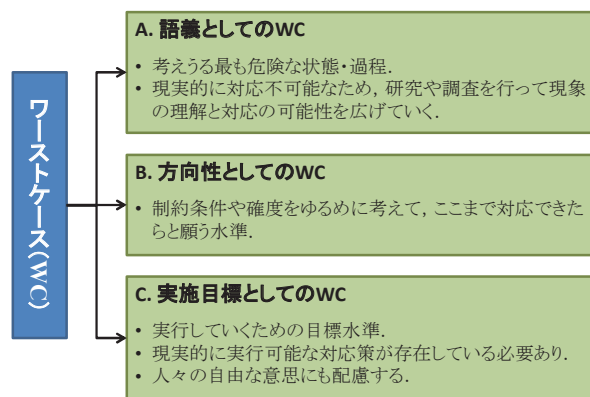 ワーストケース(WC)
A. 語義としてのWC
• 考えうる最も危険な状態・過程.
• 現実的に対応不可能なため, 研究や調査を行って現象
の理解と対応の可能性を広げていく.
B. 方向性としてのWC
• 制約条件や確度をゆるめに考えて, ここまで対応できた
らと願う水準.
C. 実施目標としてのWC
• 実行していくための目標水準.
• 現実的に実行可能な対応策が存在している必要あり.
• 人々の自由な意思にも配慮する.